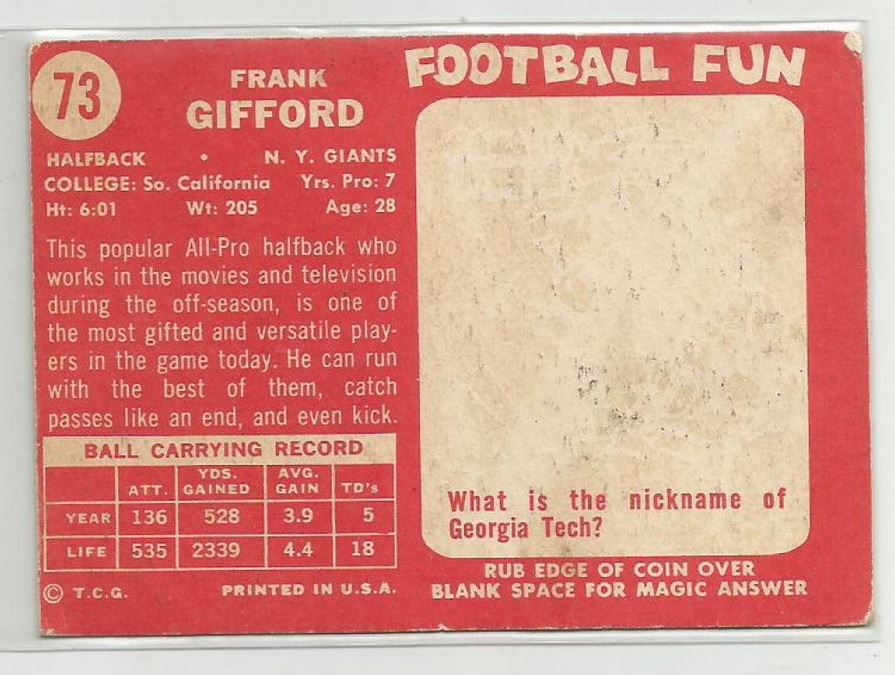 73
FRANK
GIFFORD
HALFBACK • N. Y. GIANTS
COLLEGE: So. California Yrs. Pro: 7
Ht: 6:01 Wt: 205 Age: 28
This popular All-Pro halfback who
works in the movies and television
during the off-season, is one of
the most gifted and versatile play-
ers in the game today. He can run
with the best of them, catch
passes like an end, and even kick.
BALL CARRYING RECORD
ATT. YDS. GAINED AVG. GAIN TD's
YEAR 136 528 3.9 5
LIFE 535 2339 4.4 18
© T.C.G. PRINTED IN U.S.A.
FOOTBALL FUN
What is the nickname of
Georgia Tech?
RUB EDGE OF COIN OVER
BLANK SPACE FOR MAGIC ANSWER